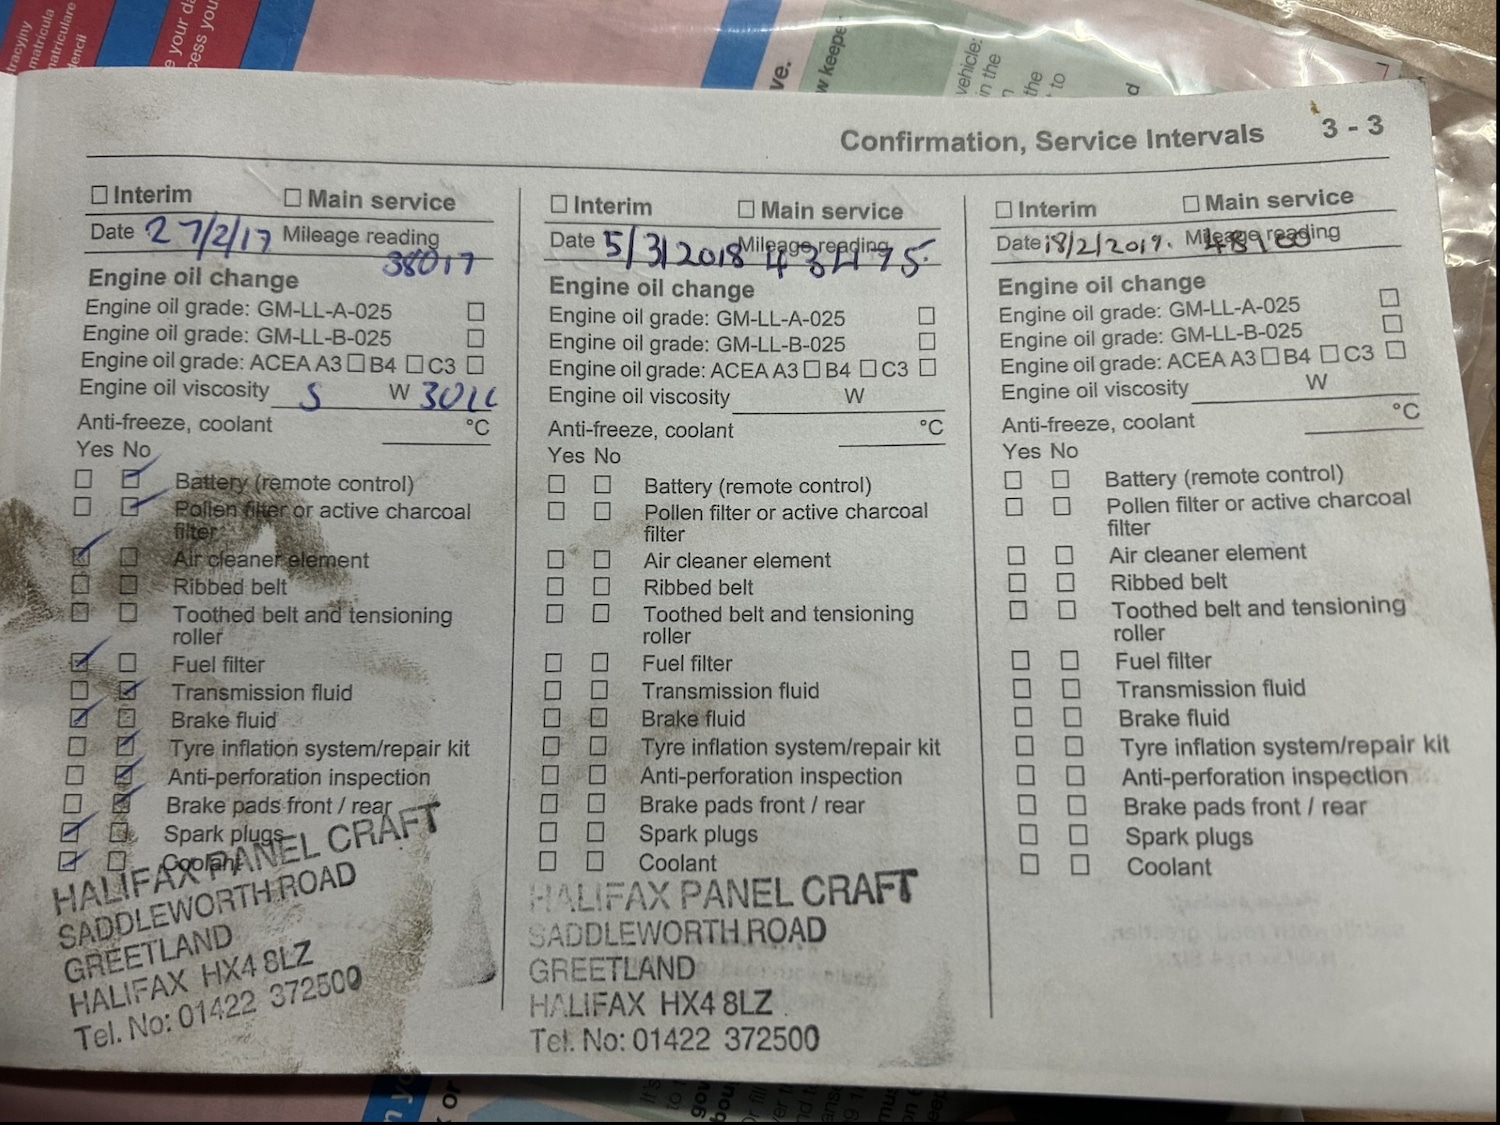 tracyjny
matricula
matriculare
dencii
ve.
w keepe
vehicle:
in the
the
to
d
Confirmation, Service Intervals 3 - 3
☐ Interim ☐ Main service
Date 27/2/17 Mileage reading
38017
Engine oil change
Engine oil grade: GM-LL-A-025 ☐
Engine oil grade: GM-LL-B-025 ☐
Engine oil grade: ACEA A3 ☐ B4 ☐ C3 ☐
Engine oil viscosity 5 W 30LL
Anti-freeze, coolant °C
Yes No
☐ ☑ Battery (remote control)
☐ ☑ Pollen filter or active charcoal
filter
☑ ☐ Air cleaner element
☐ ☐ Ribbed belt
☐ ☐ Toothed belt and tensioning
roller
☑ ☐ Fuel filter
☐ ☑ Transmission fluid
☑ ☐ Brake fluid
☐ ☑ Tyre inflation system/repair kit
☐ ☑ Anti-perforation inspection
☐ ☑ Brake pads front / rear
☑ ☐ Spark plugs
☑ ☐ Coolant
HALIFAX PANEL CRAFT
SADDLEWORTH ROAD
GREETLAND
HALIFAX HX4 8LZ
Tel. No: 01422 372500
☐ Interim ☐ Main service
Date 5/3/2018 Mileage reading
43475.
Engine oil change
Engine oil grade: GM-LL-A-025 ☐
Engine oil grade: GM-LL-B-025 ☐
Engine oil grade: ACEA A3 ☐ B4 ☐ C3 ☐
Engine oil viscosity W
Anti-freeze, coolant °C
Yes No
☐ ☐ Battery (remote control)
☐ ☐ Pollen filter or active charcoal
filter
☐ ☐ Air cleaner element
☐ ☐ Ribbed belt
☐ ☐ Toothed belt and tensioning
roller
☐ ☐ Fuel filter
☐ ☐ Transmission fluid
☐ ☐ Brake fluid
☐ ☐ Tyre inflation system/repair kit
☐ ☐ Anti-perforation inspection
☐ ☐ Brake pads front / rear
☐ ☐ Spark plugs
☐ ☐ Coolant
HALIFAX PANEL CRAFT
SADDLEWORTH ROAD
GREETLAND
HALIFAX HX4 8LZ
Tel. No: 01422 372500
☐ Interim ☐ Main service
Date 18/2/2019. Mileage reading
48100
Engine oil change
Engine oil grade: GM-LL-A-025 ☐
Engine oil grade: GM-LL-B-025 ☐
Engine oil grade: ACEA A3 ☐ B4 ☐ C3 ☐
Engine oil viscosity W
Anti-freeze, coolant °C
Yes No
☐ ☐ Battery (remote control)
☐ ☐ Pollen filter or active charcoal
filter
☐ ☐ Air cleaner element
☐ ☐ Ribbed belt
☐ ☐ Toothed belt and tensioning
roller
☐ ☐ Fuel filter
☐ ☐ Transmission fluid
☐ ☐ Brake fluid
☐ ☐ Tyre inflation system/repair kit
☐ ☐ Anti-perforation inspection
☐ ☐ Brake pads front / rear
☐ ☐ Spark plugs
☐ ☐ Coolant